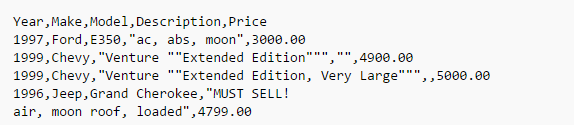 Year,Make,Model,Description,Price
1997,Ford,E350,"ac, abs, moon",3000.00
1999,Chevy,"Venture ""Extended Edition""","",4900.00
1999,Chevy,"Venture ""Extended Edition, Very Large""",,5000.00
1996,Jeep,Grand Cherokee,"MUST SELL!
air, moon roof, loaded",4799.00